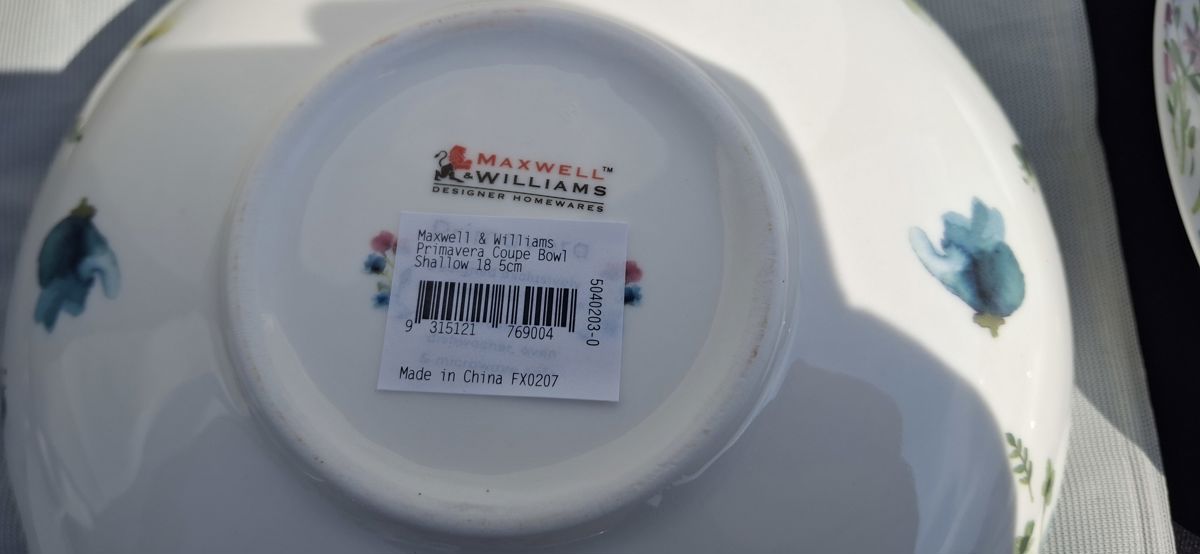 MAXWELL™
& WILLIAMS
DESIGNER HOMEWARES
Maxwell & Williams
Primavera Coupe Bowl
Shallow 18 5cm
5040203-0
9 315121 769004
Made in China FX0207